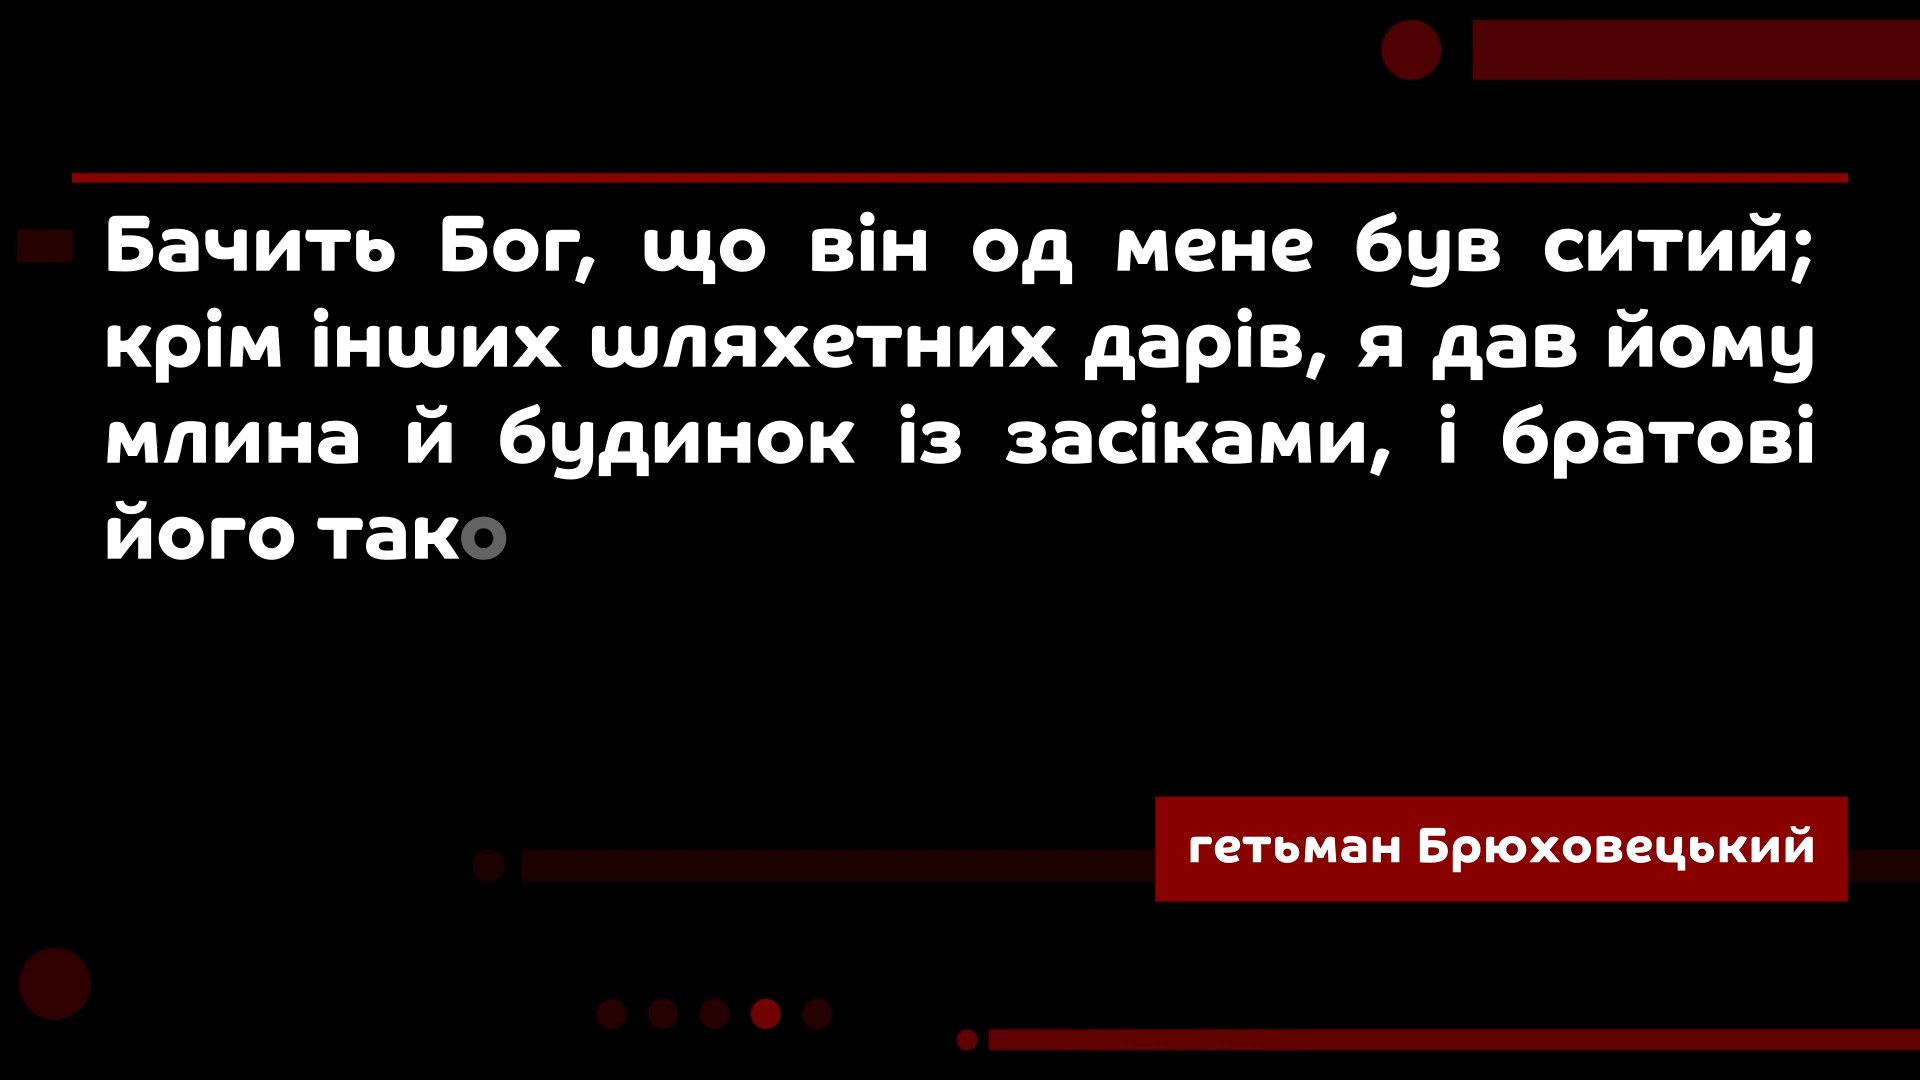 Бачить Бог, що він од мене був ситий;
крім інших шляхетних дарів, я дав йому
млина й будинок із засіками, і братові
його тако
гетьман Брюховецький